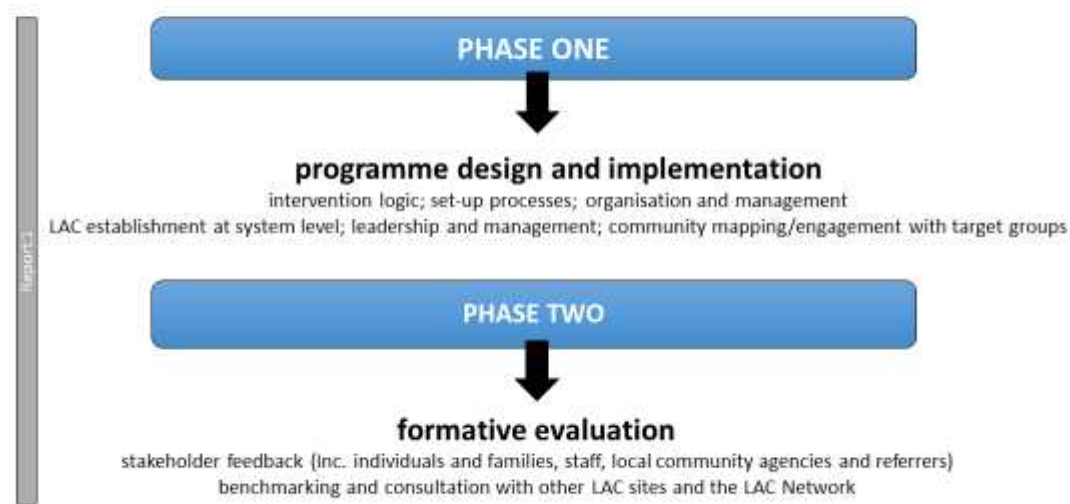 PHASE ONE
programme design and implementation
intervention logic; set-up processes; organisation and management
LAC establishment at system level; leadership and management; community mapping/engagement with target groups
Report 1
PHASE TWO
formative evaluation
stakeholder feedback (Inc. individuals and families, staff, local community agencies and referrers)
benchmarking and consultation with other LAC sites and the LAC Network